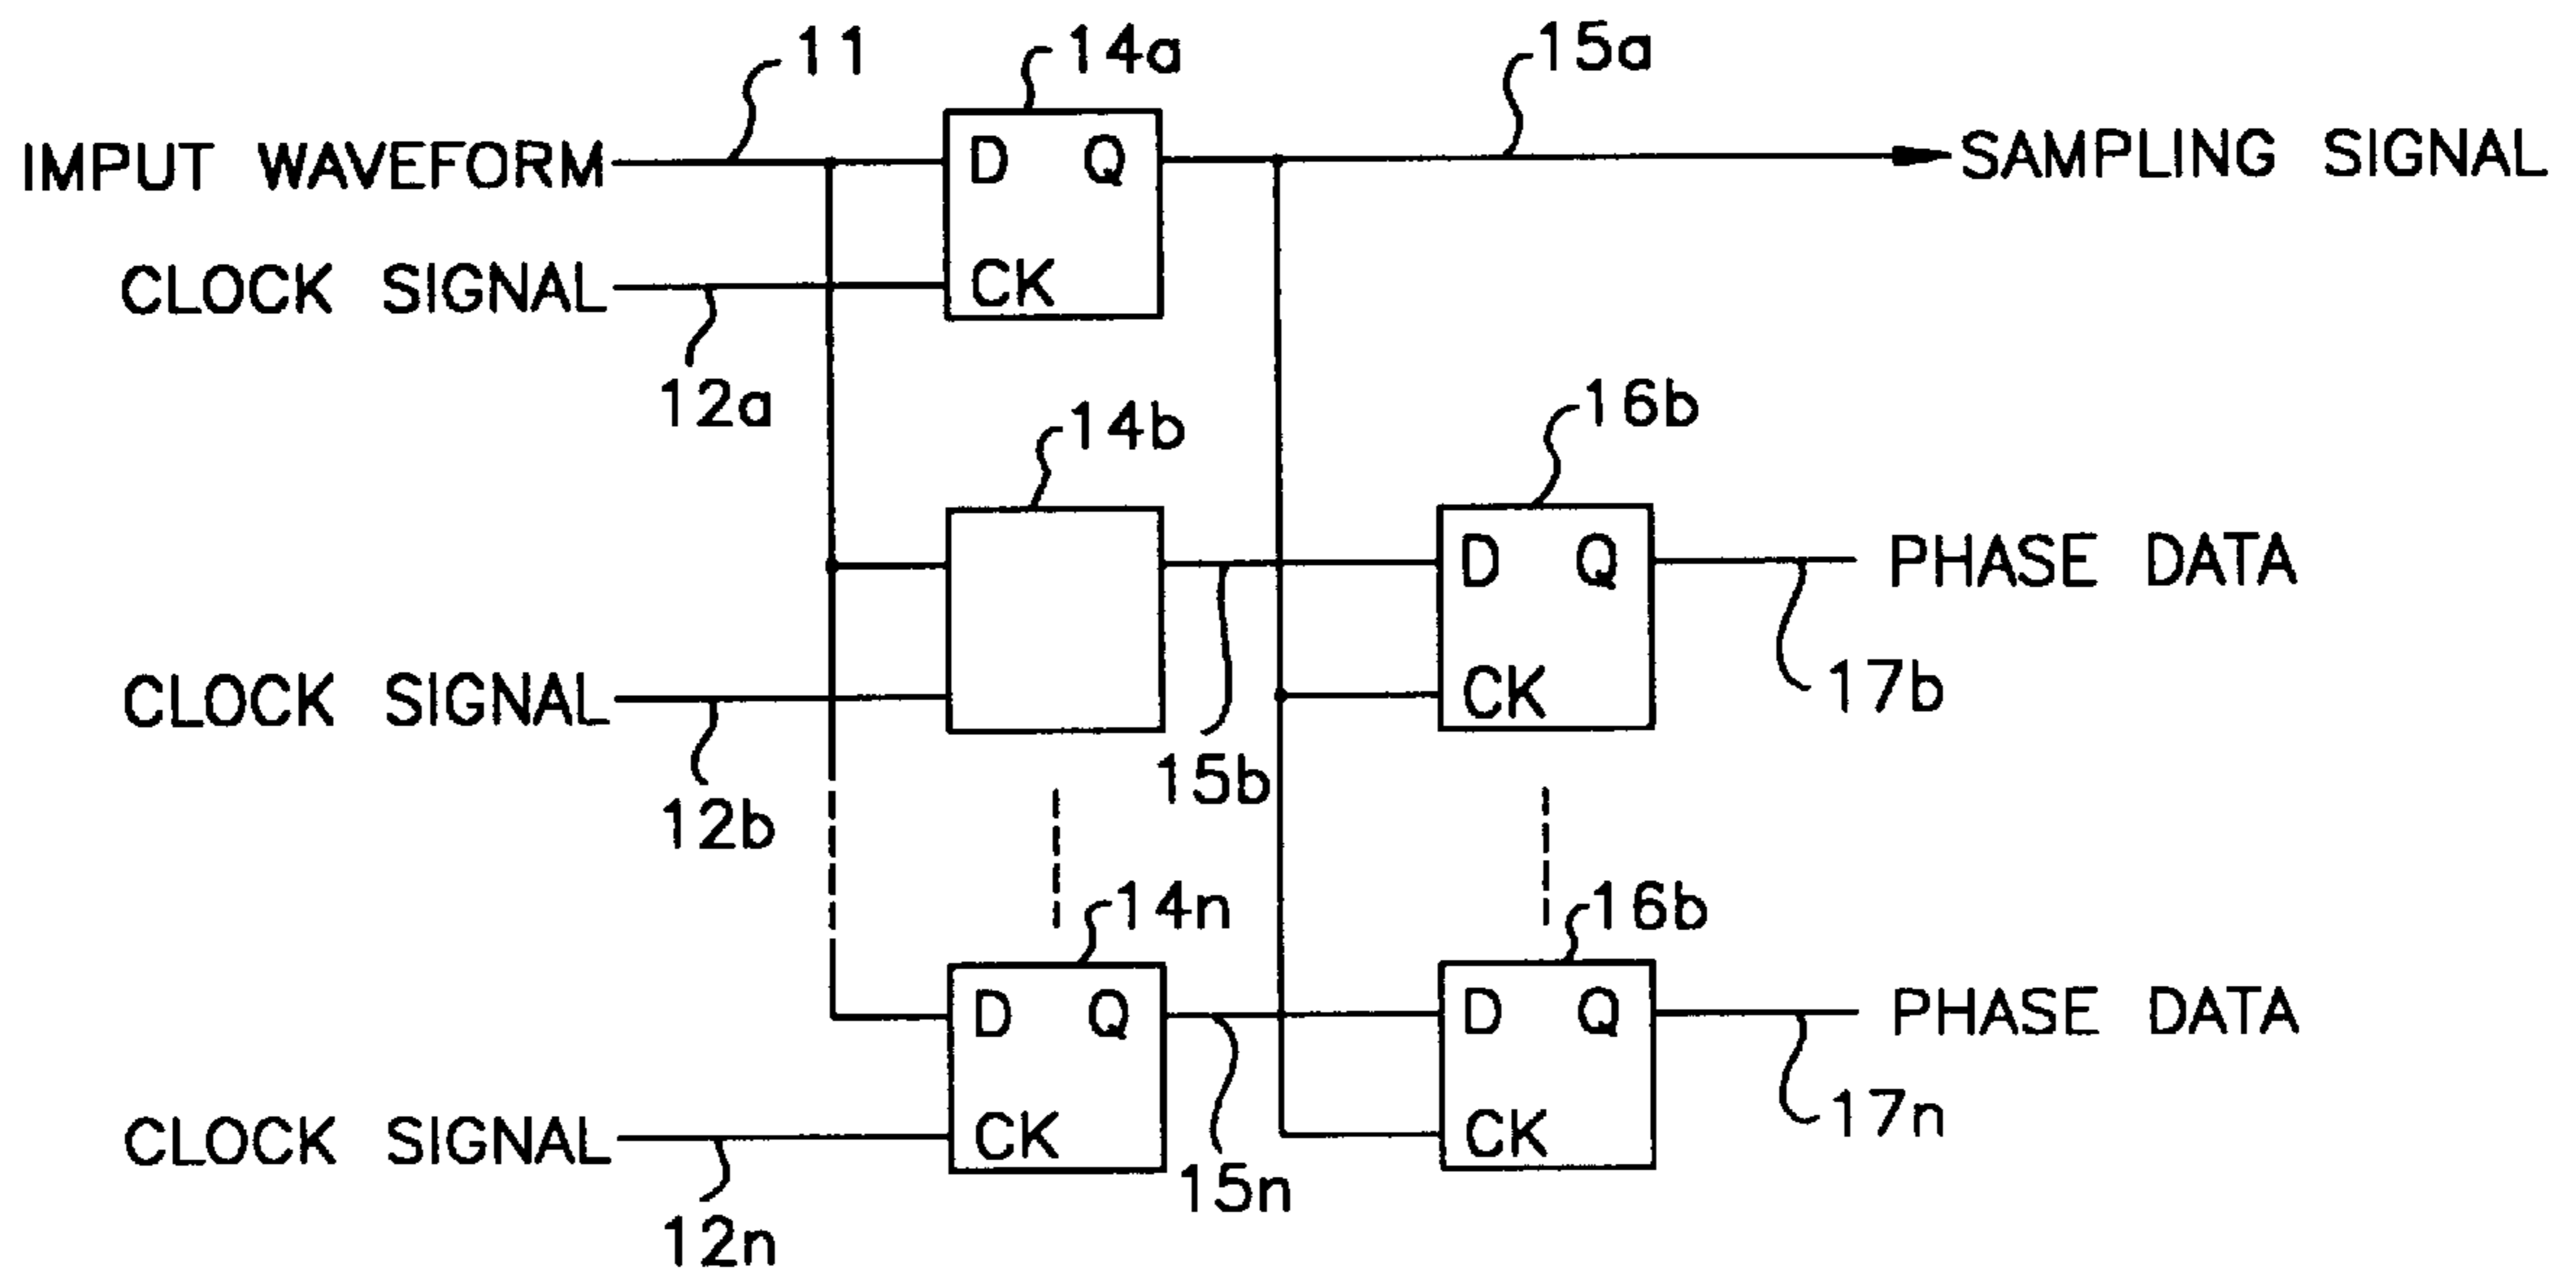 11
14a
15a
IMPUT WAVEFORM
D Q
SAMPLING SIGNAL
CLOCK SIGNAL
CK
12a
14b
16b
D Q
PHASE DATA
CLOCK SIGNAL
CK
17b
15b
12b
14n
16b
D Q
D Q
PHASE DATA
CLOCK SIGNAL
CK
CK
17n
15n
12n